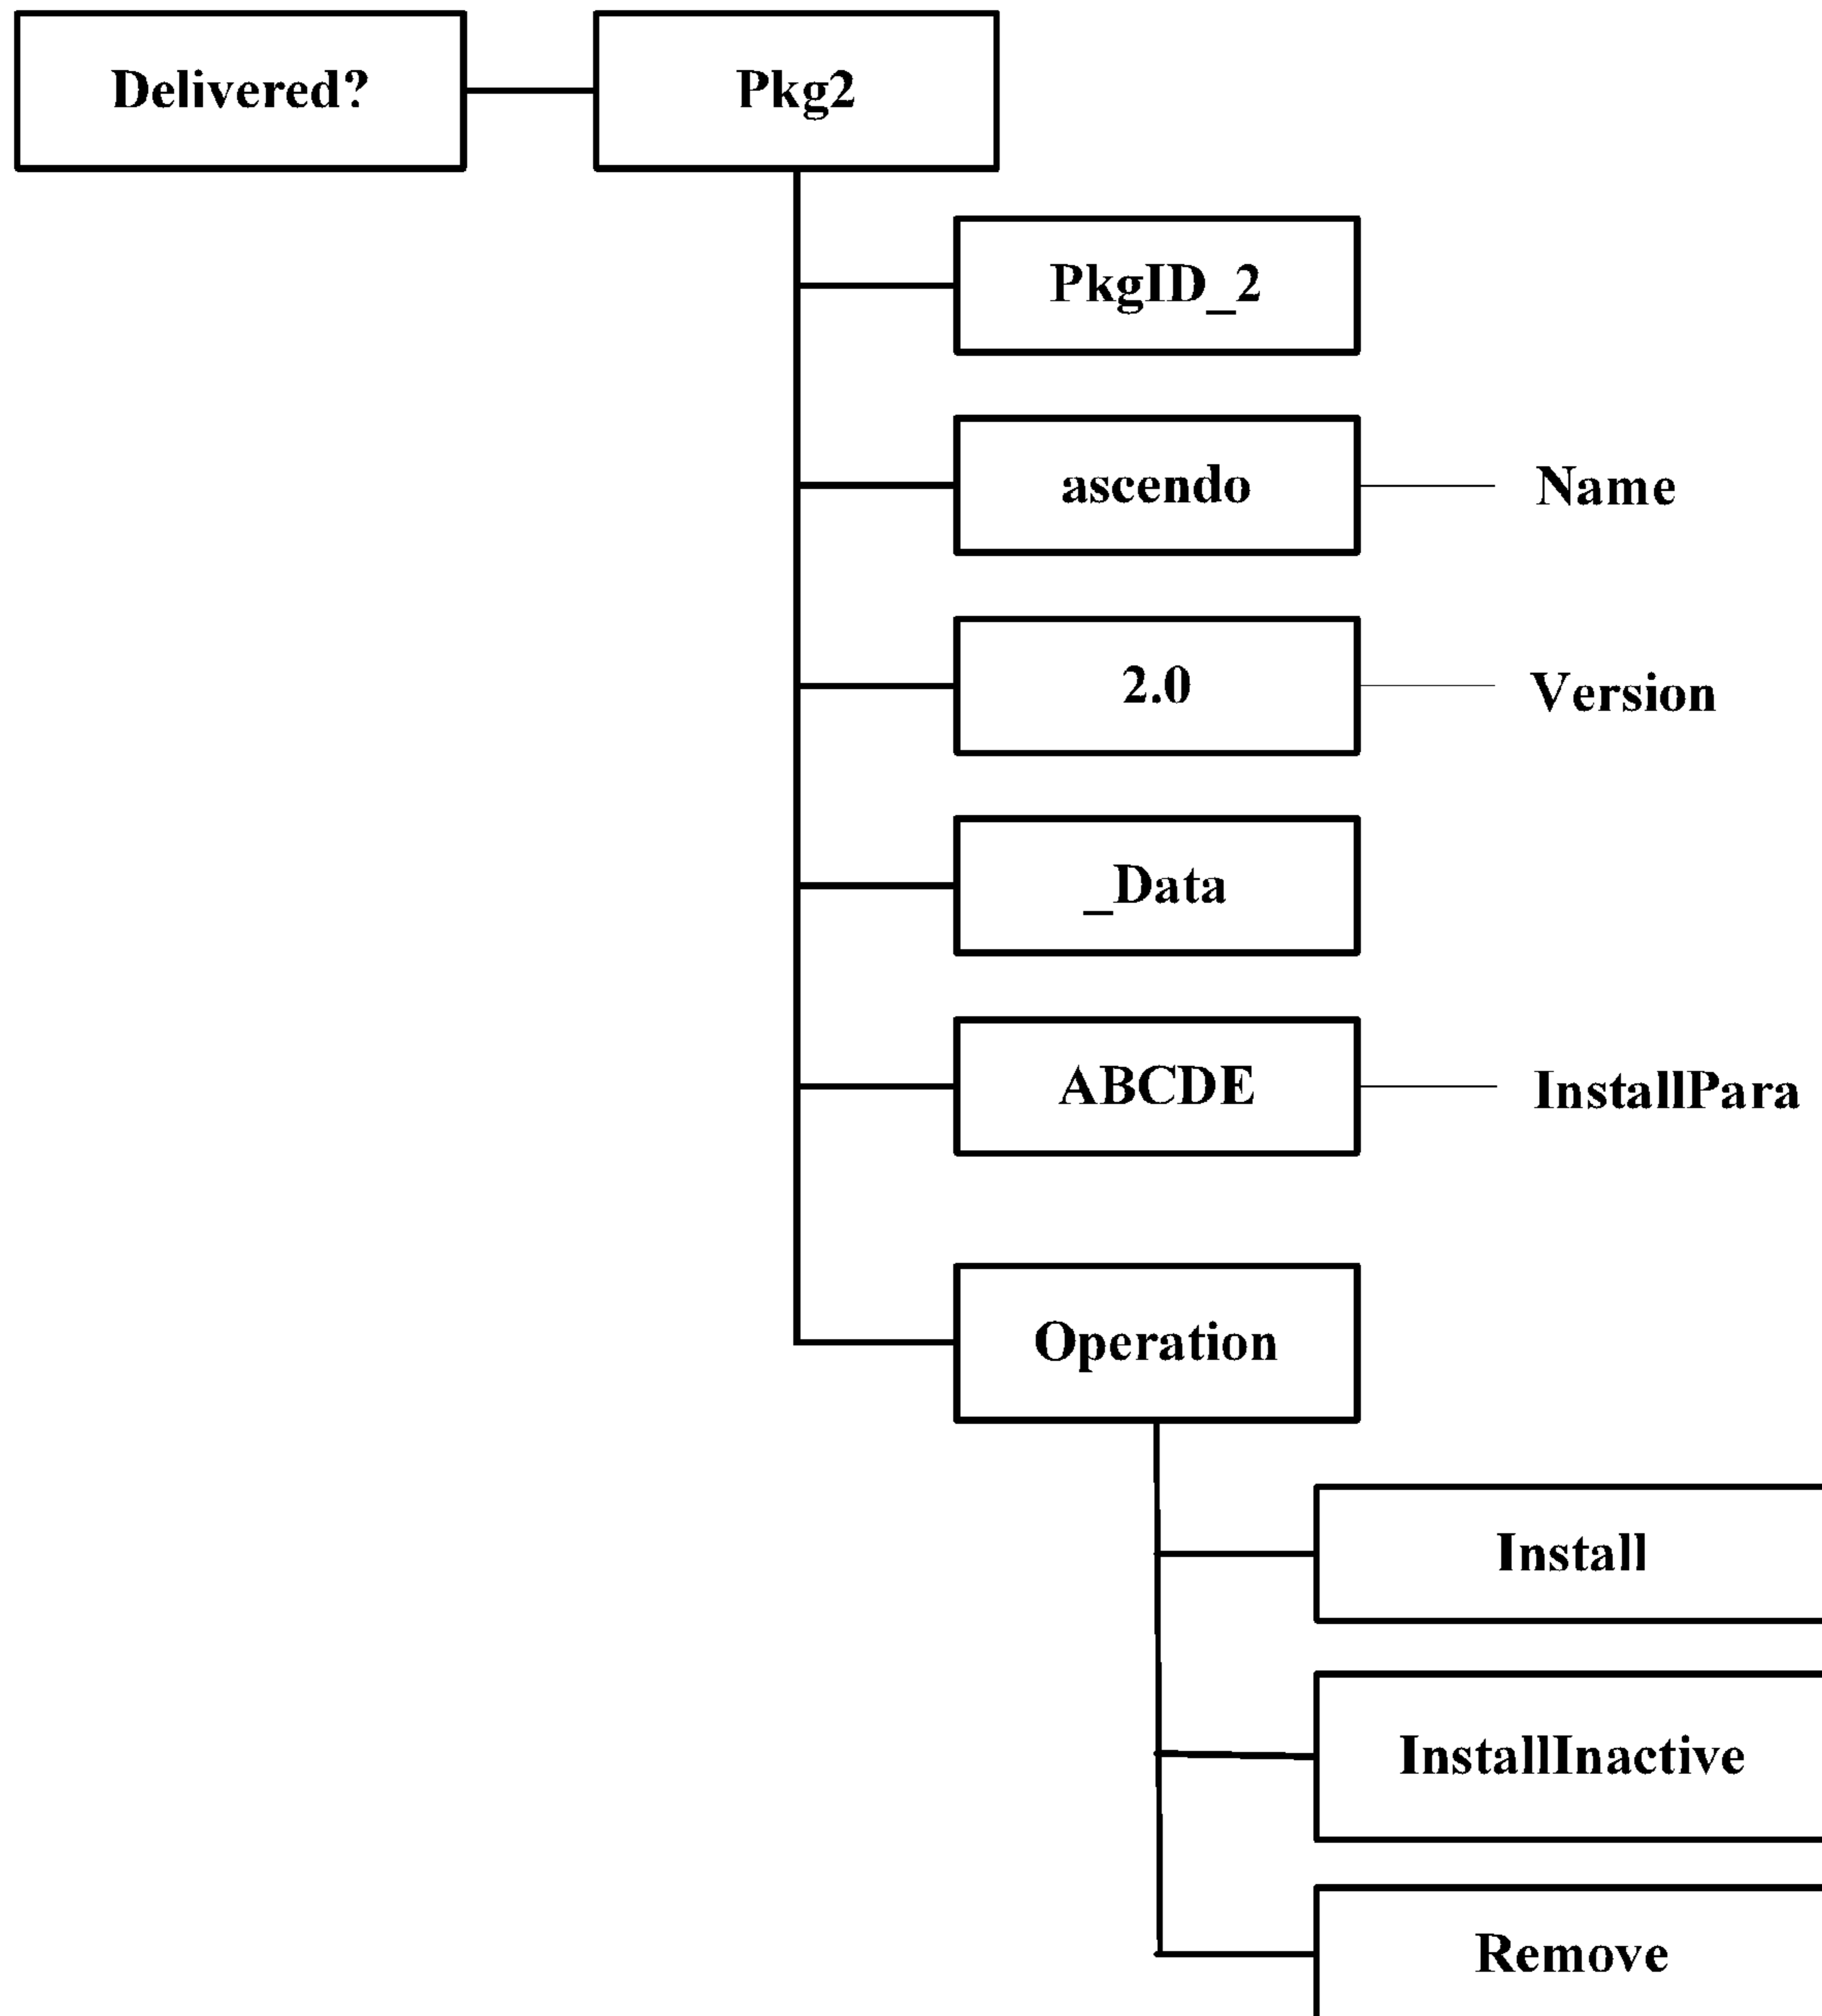 Delivered?
Pkg2
PkgID_2
ascendo
Name
2.0
Version
_Data
ABCDE
InstallPara
Operation
Install
InstallInactive
Remove